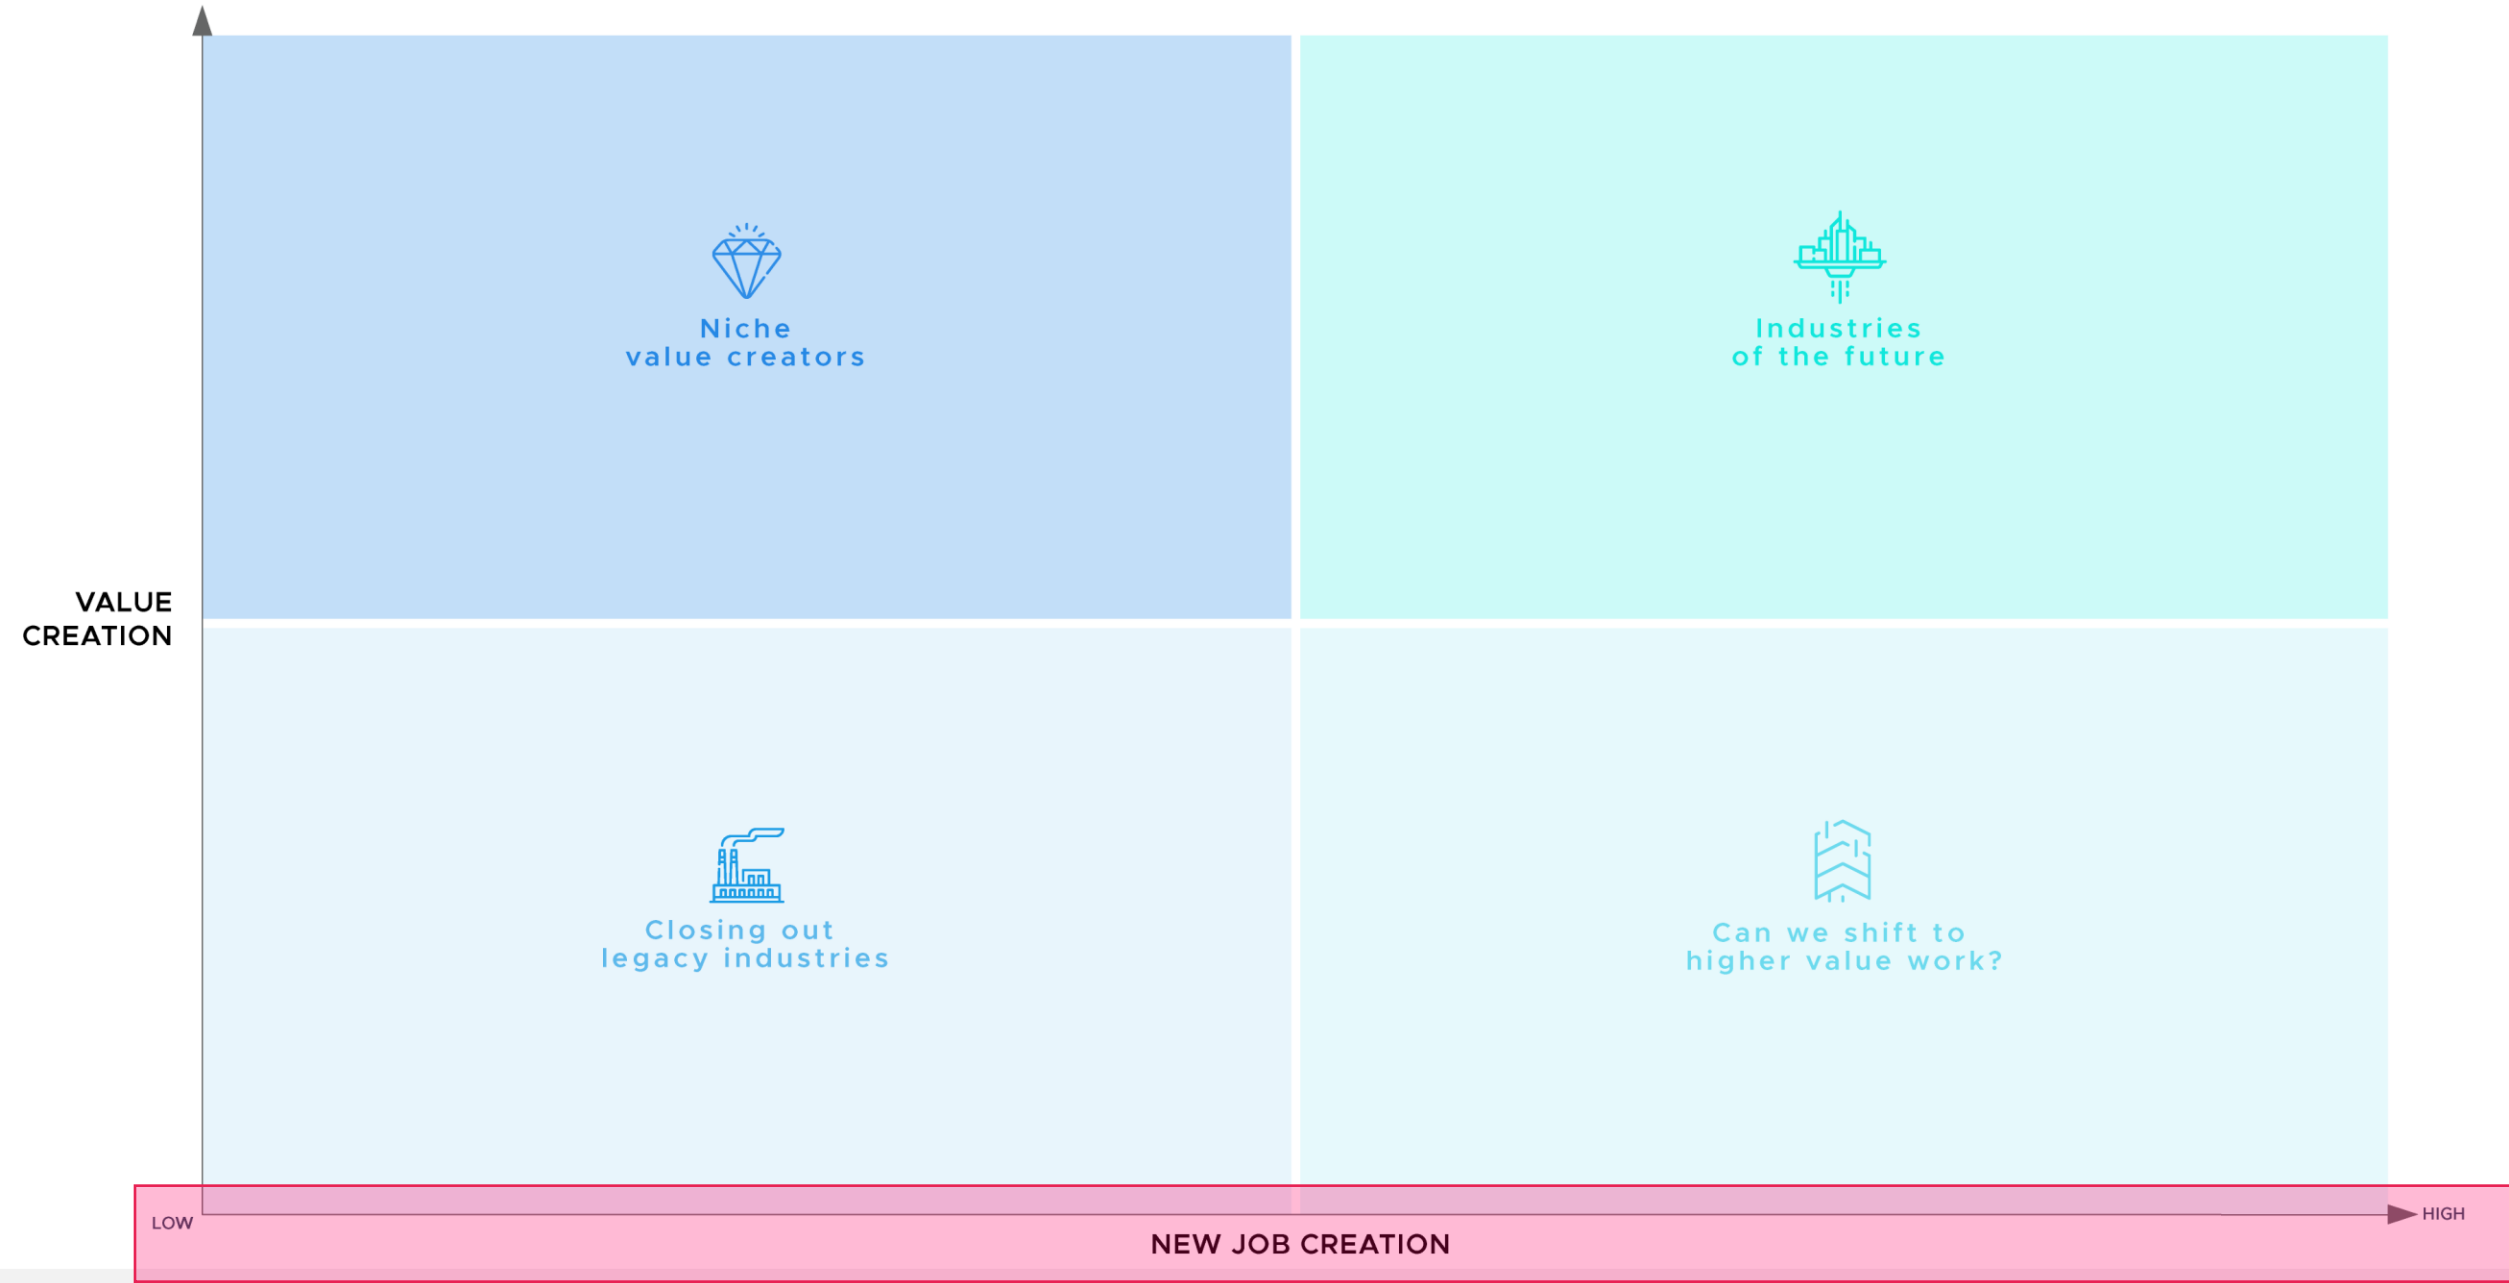 Niche
value creators
Industries
of the future
VALUE
CREATION
Closing out
legacy industries
Can we shift to
higher value work?
LOW
HIGH
NEW JOB CREATION